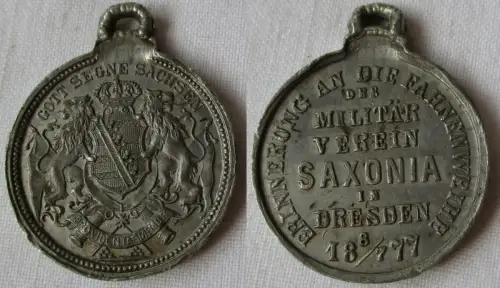 GOTT SEGNE SACHSEN
ERINNERUNG AN DIE FAHNENWEIHE
DES
MILITÄR
VEREIN
SAXONIA
IN
DRESDEN
18 8/7 77